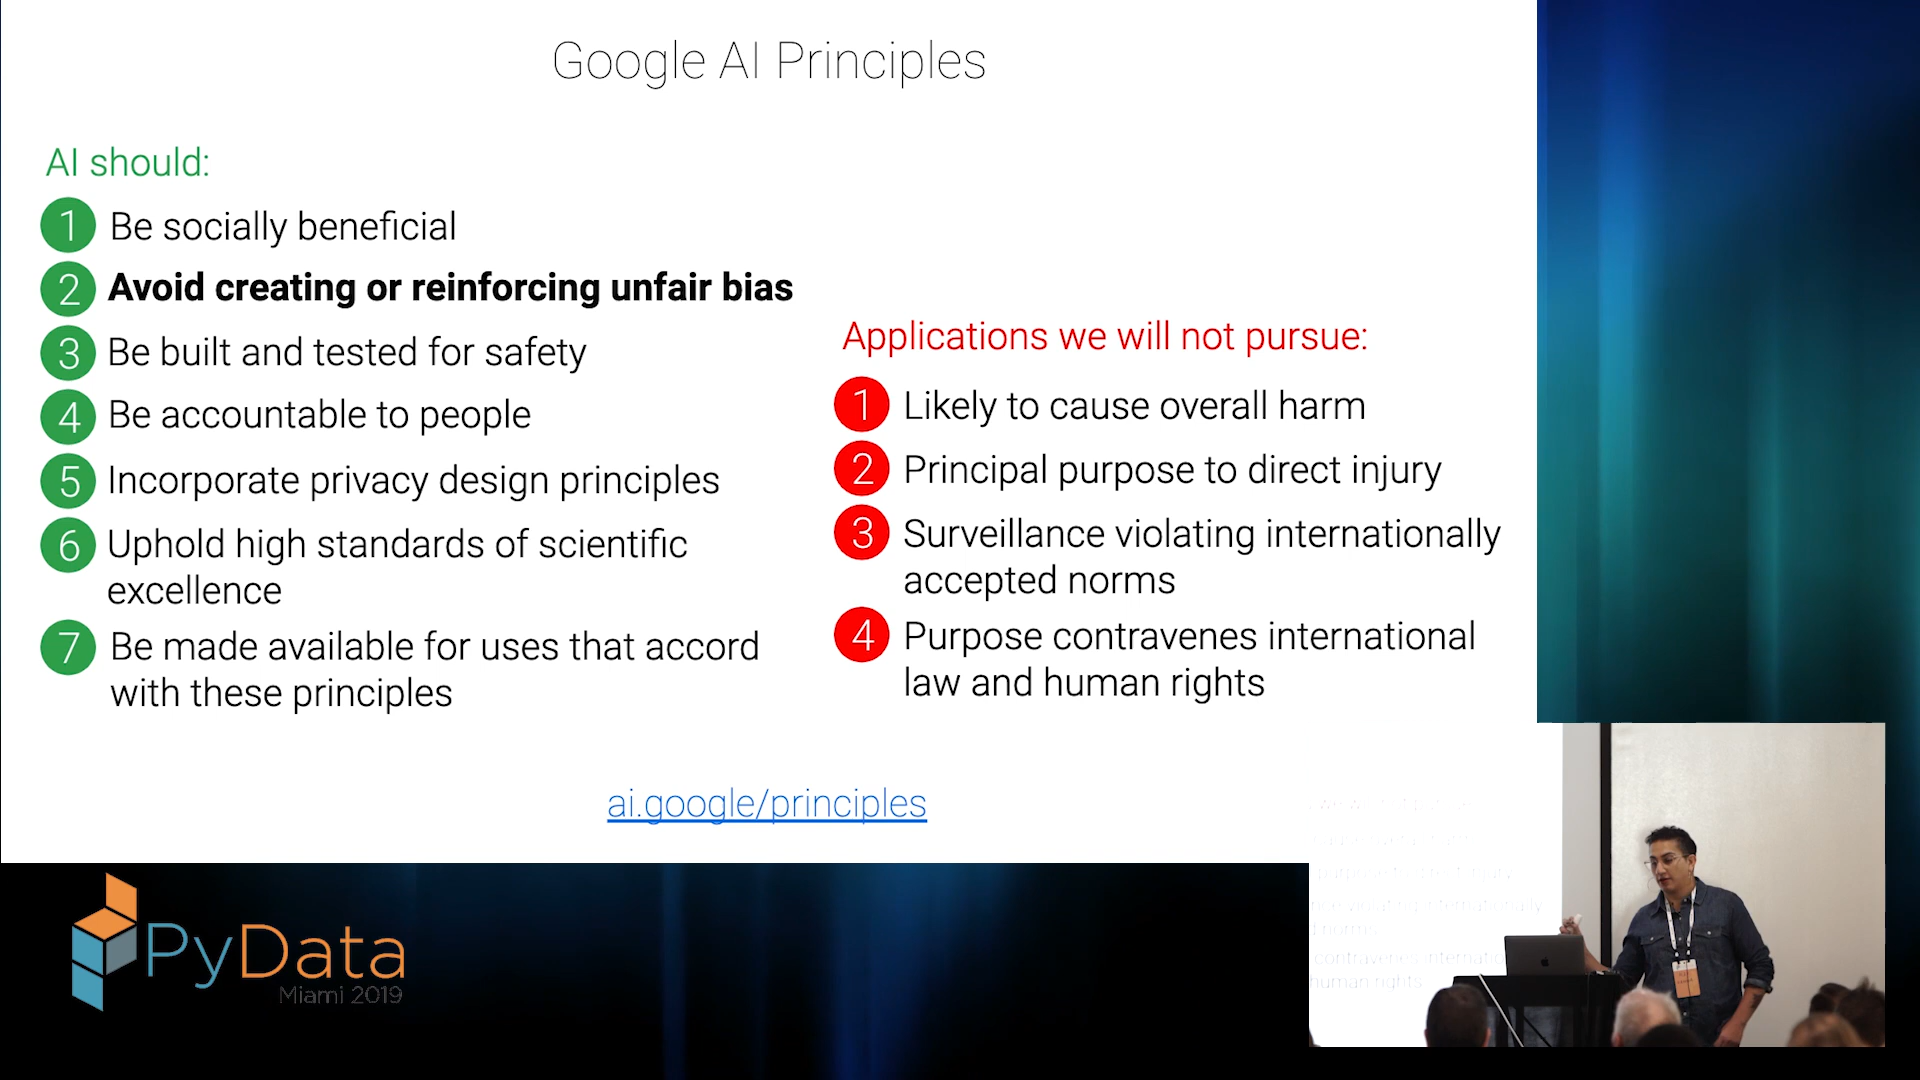 Google AI Principles
AI should:
1 Be socially beneficial
2 Avoid creating or reinforcing unfair bias
3 Be built and tested for safety
4 Be accountable to people
5 Incorporate privacy design principles
6 Uphold high standards of scientific
excellence
7 Be made available for uses that accord
with these principles
Applications we will not pursue:
1 Likely to cause overall harm
2 Principal purpose to direct injury
3 Surveillance violating internationally
accepted norms
4 Purpose contravenes international
law and human rights
ai.google/principles
PyData
Miami 2019
norms
contravenes
human rights